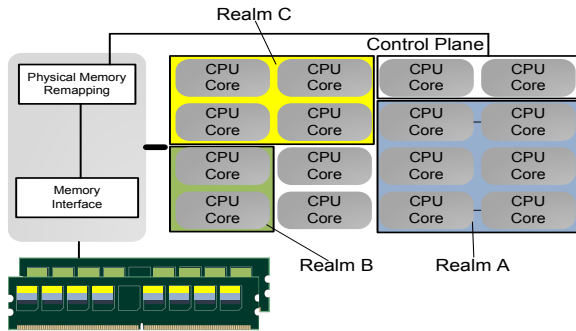 Realm C
Control Plane
Physical Memory
Remapping
CPU
Core
CPU
Core
CPU
Core
CPU
Core
CPU
Core
CPU
Core
CPU
Core
CPU
Core
CPU
Core
CPU
Core
CPU
Core
CPU
Core
Memory
Interface
CPU
Core
CPU
Core
CPU
Core
CPU
Core
Realm B
Realm A